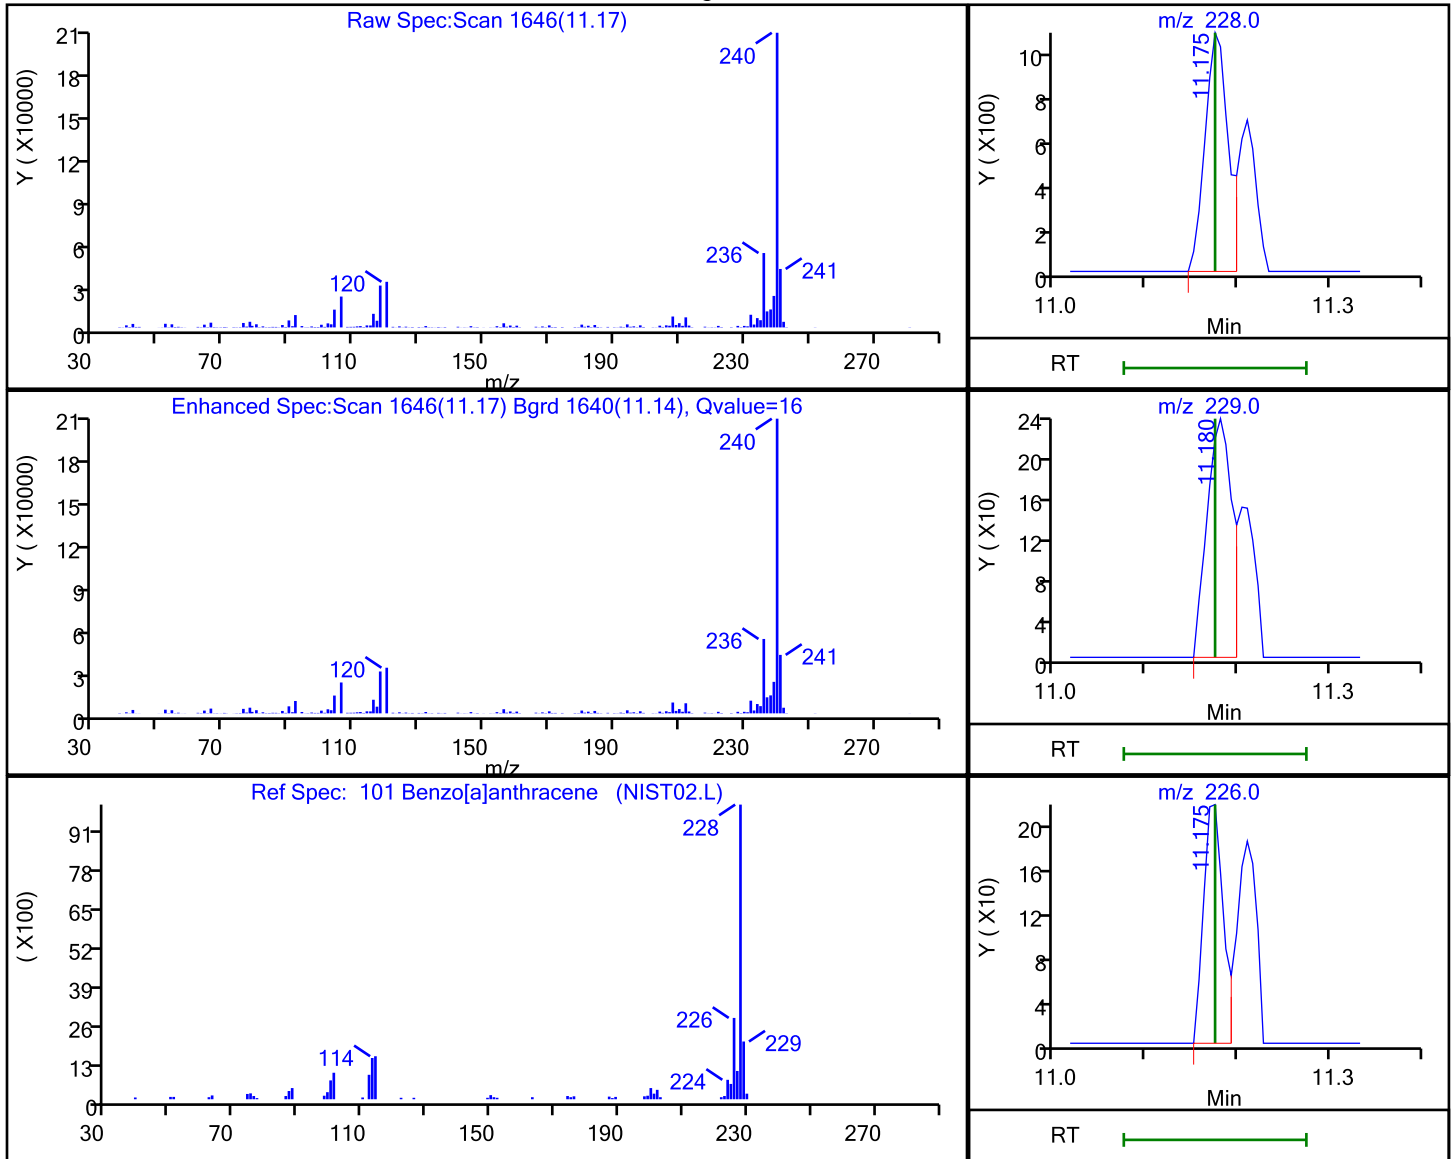 Raw Spec:Scan 1646(11.17)
Y ( X10000)
21
18
15
12
9
6
3
0
240
236
241
120
30 70 110 150 190 230 270
m/z
m/z 228.0
Y ( X100)
10
8
6
4
2
0
11.175
11.0 11.3
Min
RT
Enhanced Spec:Scan 1646(11.17) Bgrd 1640(11.14), Qvalue=16
Y ( X10000)
21
18
15
12
9
6
3
0
240
236
241
120
30 70 110 150 190 230 270
m/z
m/z 229.0
Y ( X10)
24
20
16
12
8
4
0
11.180
11.0 11.3
Min
RT
Ref Spec: 101 Benzo[a]anthracene (NIST02.L)
( X100)
91
78
65
52
39
26
13
0
228
226
229
224
114
30 70 110 150 190 230 270
m/z 226.0
Y ( X10)
20
16
12
8
4
0
11.175
11.0 11.3
Min
RT